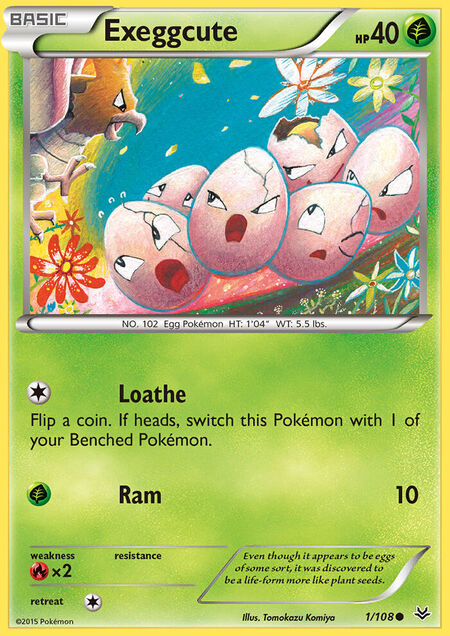 BASIC
Exeggcute
HP40
NO. 102 Egg Pokémon HT: 1'04" WT: 5.5 lbs.
Loathe
Flip a coin. If heads, switch this Pokémon with 1 of
your Benched Pokémon.
Ram 10
weakness
resistance
×2
retreat
Even though it appears to be eggs
of some sort, it was discovered to
be a life-form more like plant seeds.
©2015 Pokémon
Illus. Tomokazu Komiya
1/108